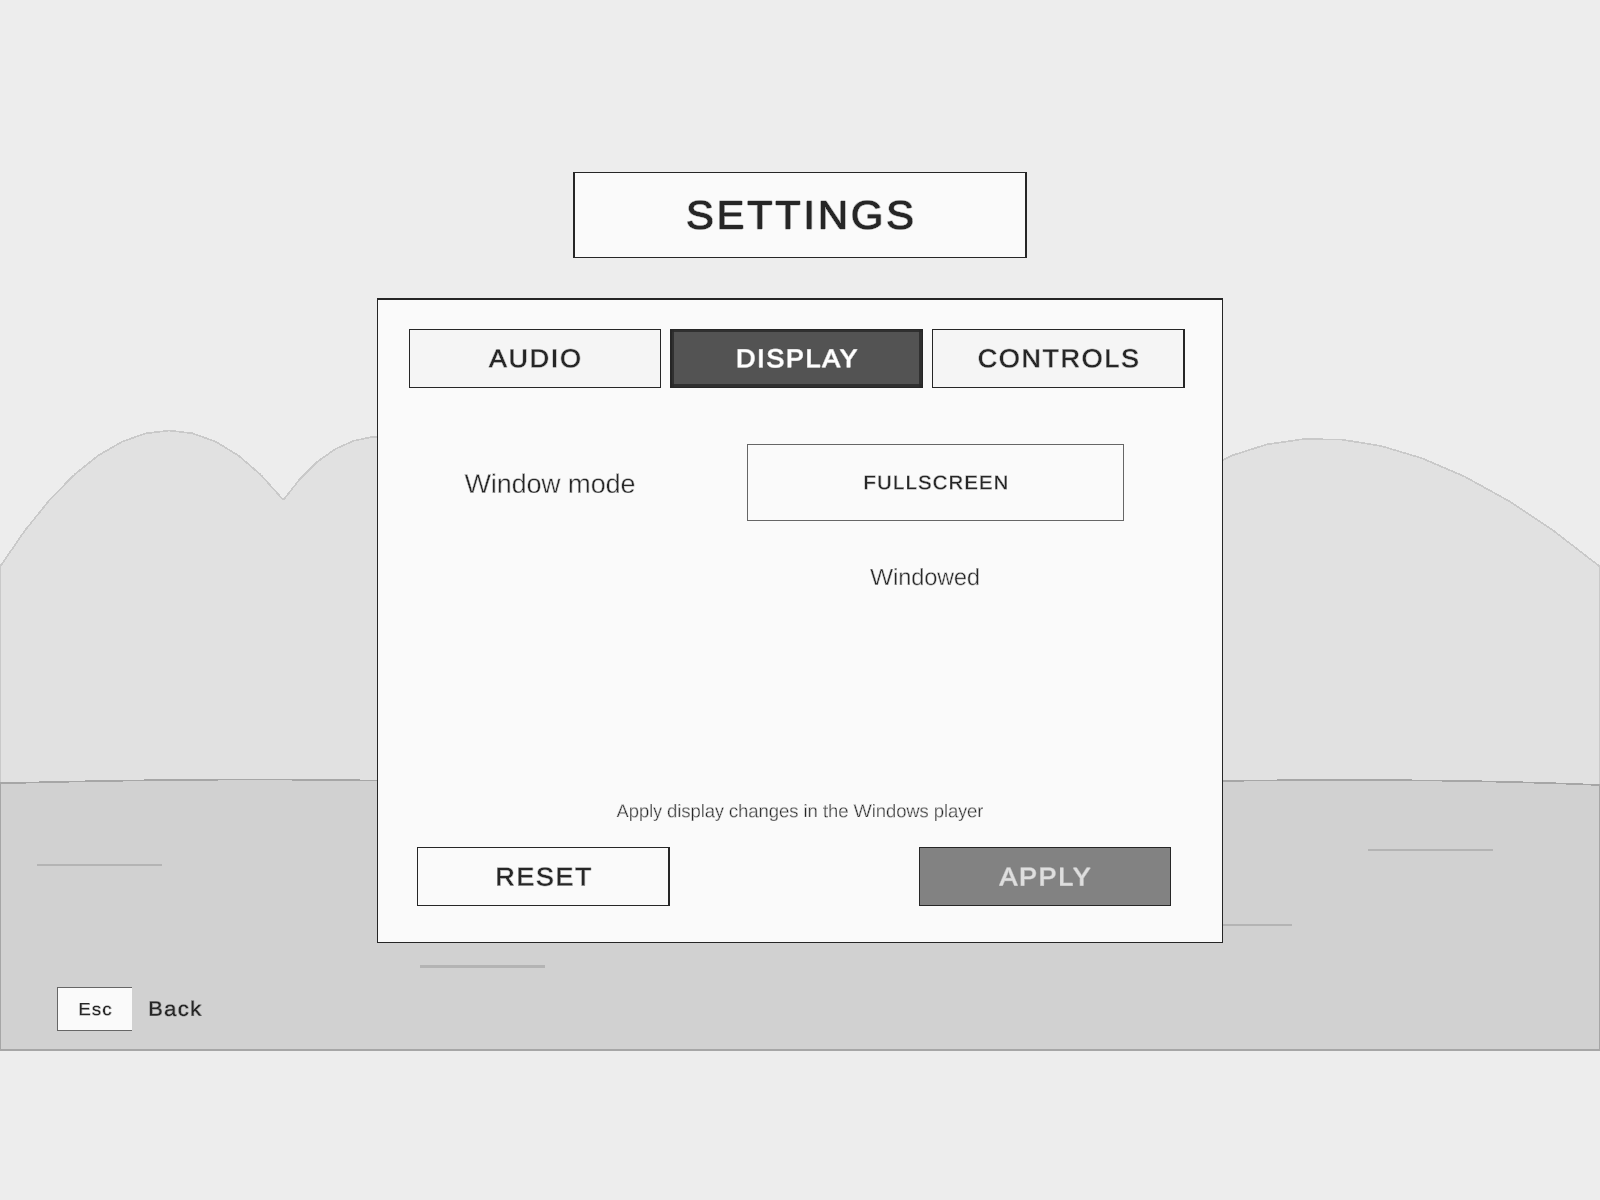 SETTINGS
AUDIO
DISPLAY
CONTROLS
Window mode
FULLSCREEN
Windowed
Apply display changes in the Windows player
RESET
APPLY
Esc
Back